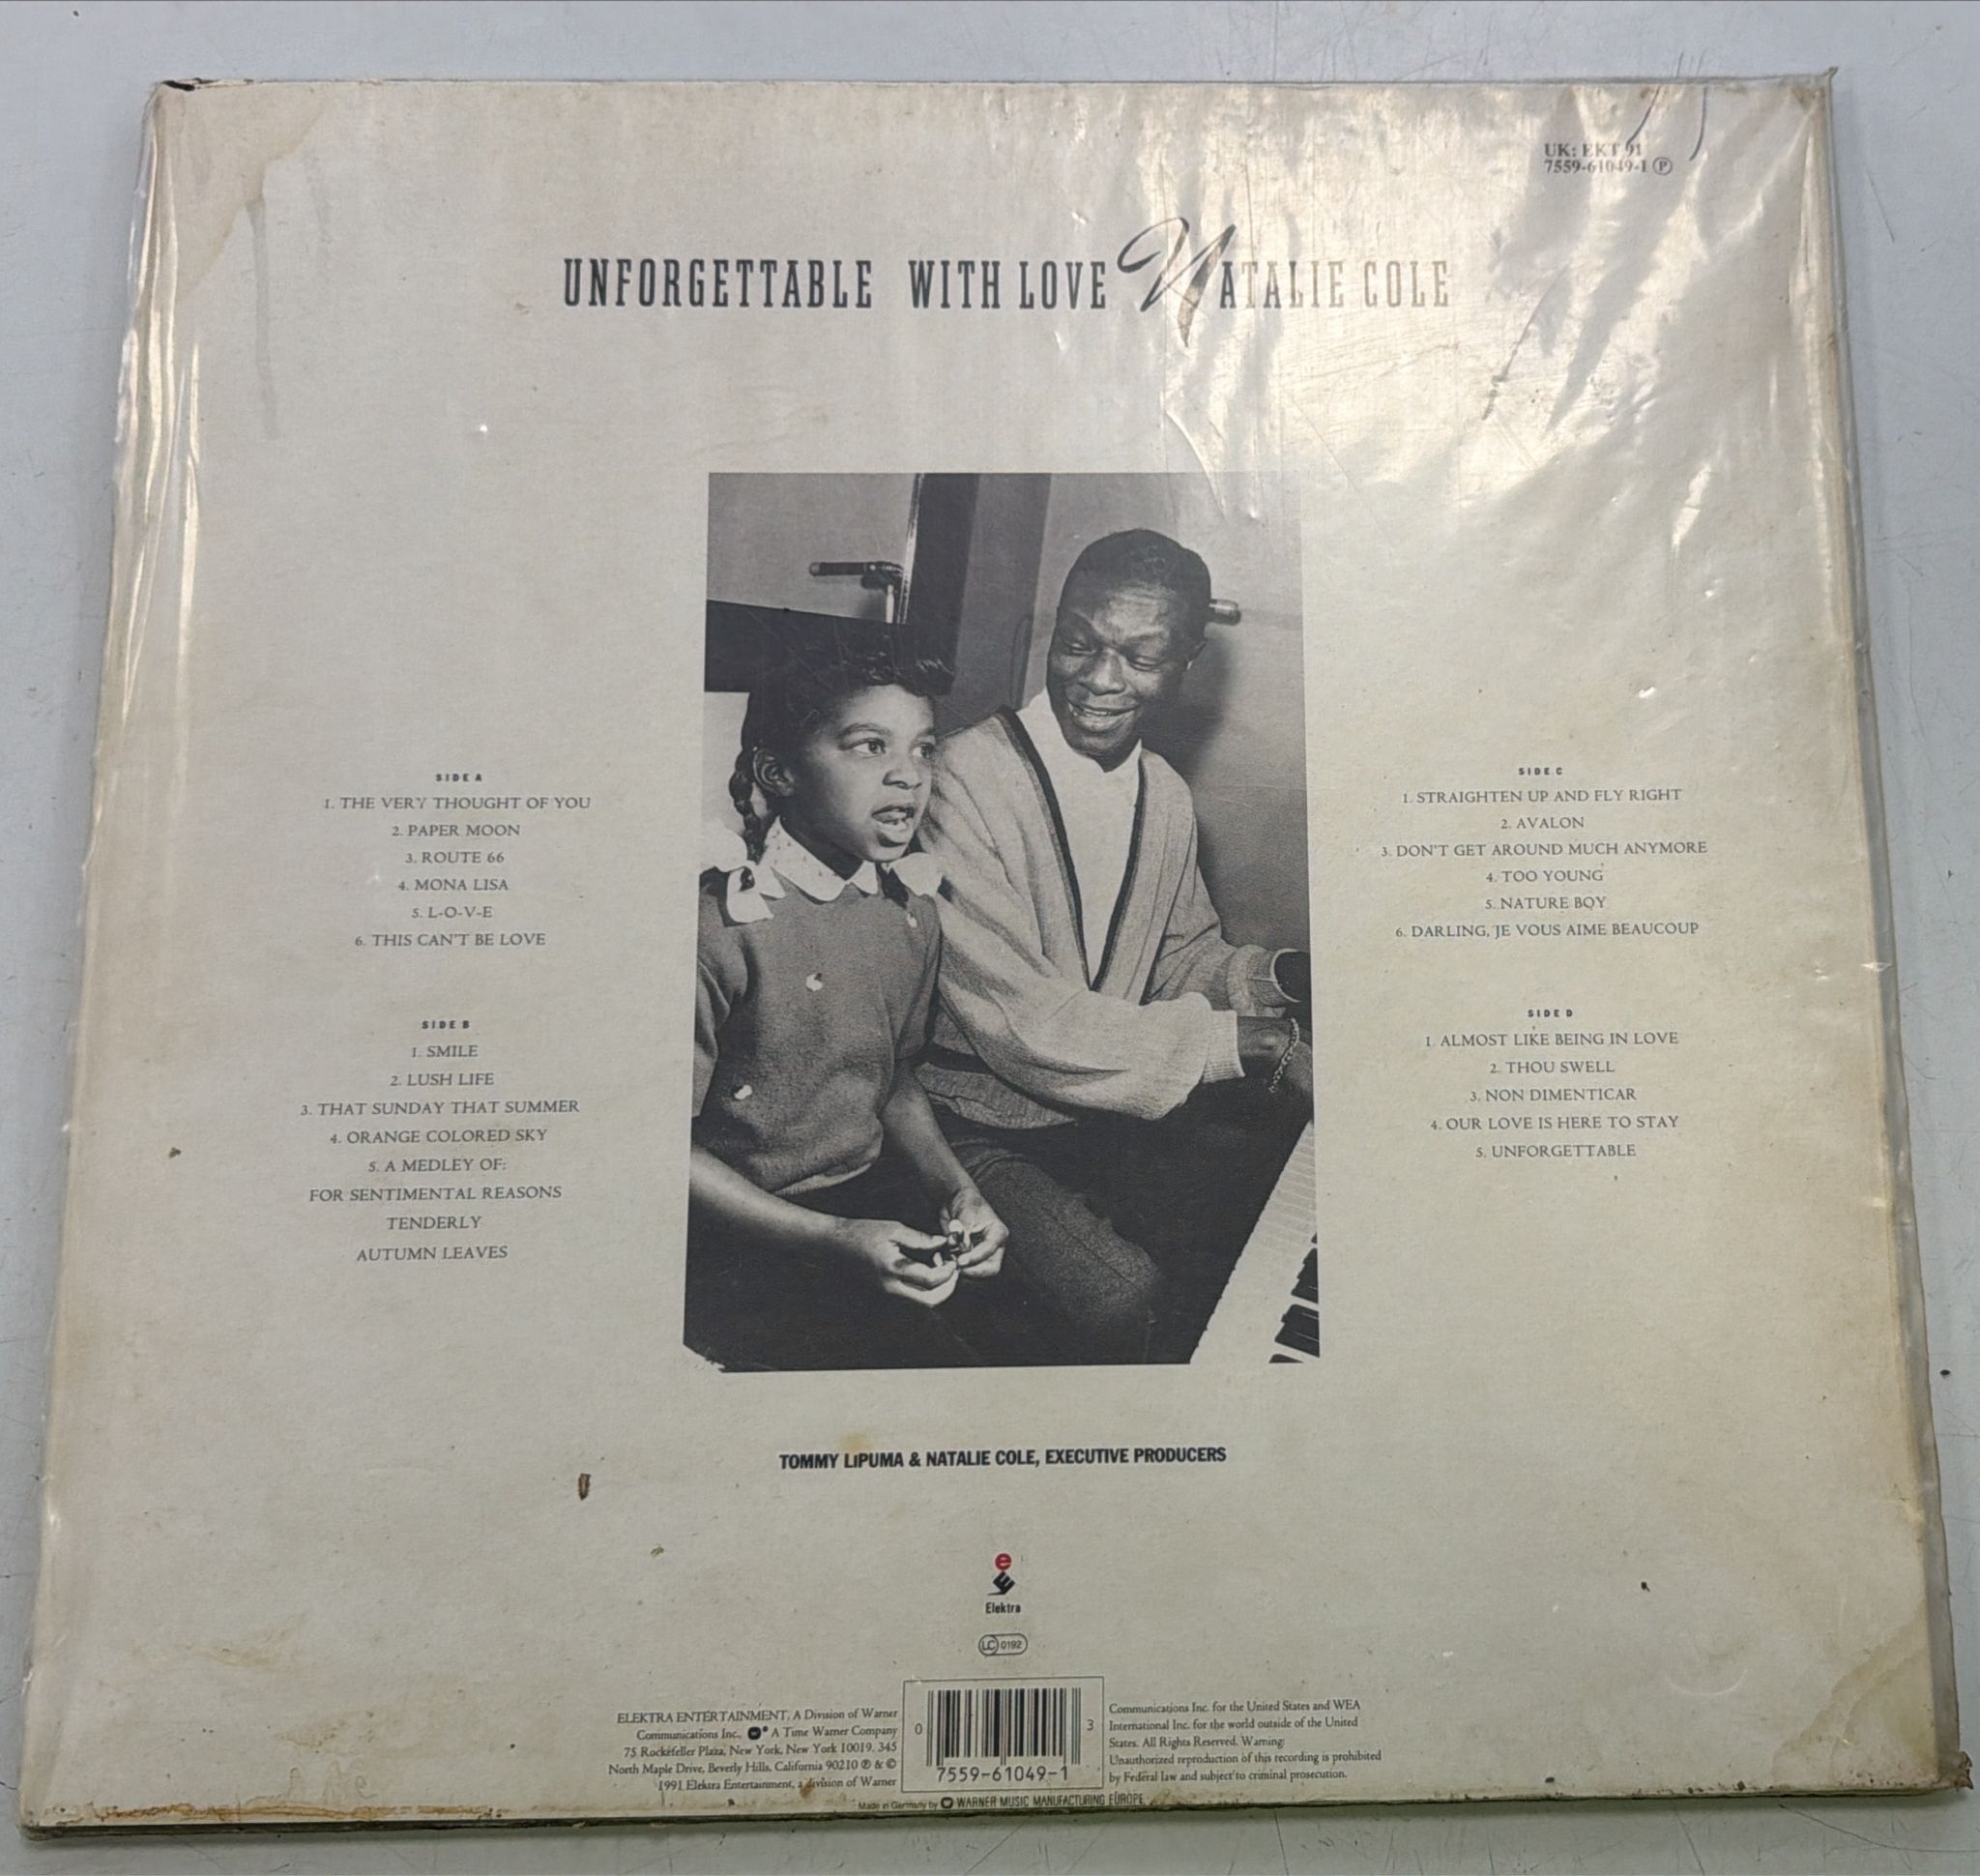 UK: EKT 91
7559-61049-1 Ⓟ
UNFORGETTABLE WITH LOVE NATALIE COLE
SIDE A
1. THE VERY THOUGHT OF YOU
2. PAPER MOON
3. ROUTE 66
4. MONA LISA
5. L-O-V-E
6. THIS CAN'T BE LOVE
SIDE B
1. SMILE
2. LUSH LIFE
3. THAT SUNDAY THAT SUMMER
4. ORANGE COLORED SKY
5. A MEDLEY OF:
FOR SENTIMENTAL REASONS
TENDERLY
AUTUMN LEAVES
SIDE C
1. STRAIGHTEN UP AND FLY RIGHT
2. AVALON
3. DON'T GET AROUND MUCH ANYMORE
4. TOO YOUNG
5. NATURE BOY
6. DARLING, JE VOUS AIME BEAUCOUP
SIDE D
1. ALMOST LIKE BEING IN LOVE
2. THOU SWELL
3. NON DIMENTICAR
4. OUR LOVE IS HERE TO STAY
5. UNFORGETTABLE
TOMMY LiPUMA & NATALIE COLE, EXECUTIVE PRODUCERS
e
Elektra
LC 0192
ELEKTRA ENTERTAINMENT, A Division of Warner
Communications Inc., A Time Warner Company
75 Rockefeller Plaza, New York, New York 10019, 345
North Maple Drive, Beverly Hills, California 90210 ℗ & ©
1991 Elektra Entertainment, a division of Warner
0 3
7559-61049-1
Communications Inc. for the United States and WEA
International Inc. for the world outside of the United
States. All Rights Reserved. Warning:
Unauthorized reproduction of this recording is prohibited
by Federal law and subject to criminal prosecution.
Made in Germany by WARNER MUSIC MANUFACTURING EUROPE